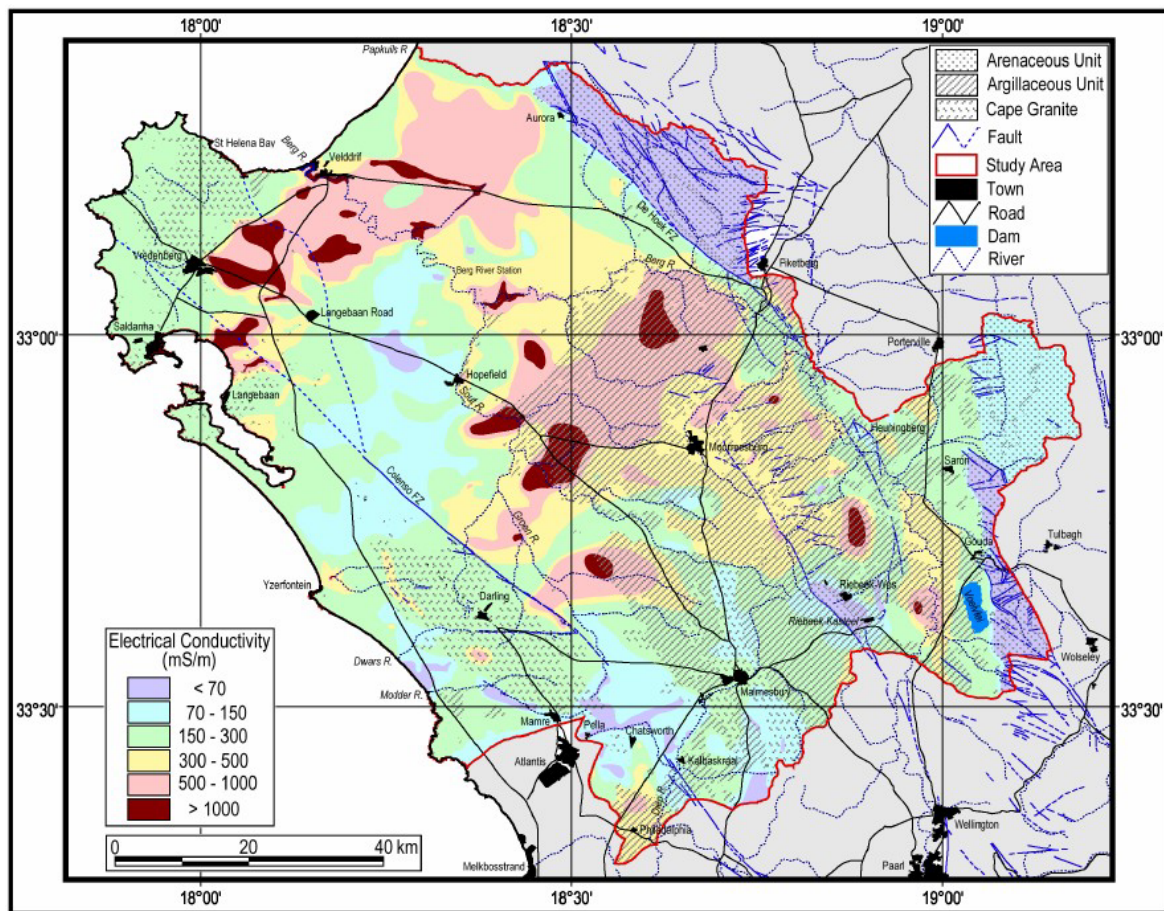 18°00'
18°30'
19°00'
Papkuils R
Arenaceous Unit
Argillaceous Unit
Cape Granite
Fault
Study Area
Town
Road
Dam
River
Aurora
St Helena Bay
Berg R.
Velddrif
De Hoek FZ
Vredenberg
Berg R.
Piketberg
Berg River Station
Langebaan Road
33°00'
Saldanha
33°00'
Porterville
Hopefield
Langebaan
Sout R.
Heuningberg
Moorreesburg
Saron
Colenso FZ
Groen R.
Gouda
Tulbagh
Yzerfontein
Darling
Riebeek-Wes
Voelvlei
Riebeek-Kasteel
Electrical Conductivity
(mS/m)
< 70
70 - 150
150 - 300
300 - 500
500 - 1000
> 1000
Dwars R.
Wolseley
Modder R.
Malmesbury
33°30'
33°30'
Mamre
Pella
Chatsworth
Atlantis
Kalbaskraal
Philadelphia
Wellington
0 20 40 km
Melkbosstrand
Paarl
18°00'
18°30'
19°00'